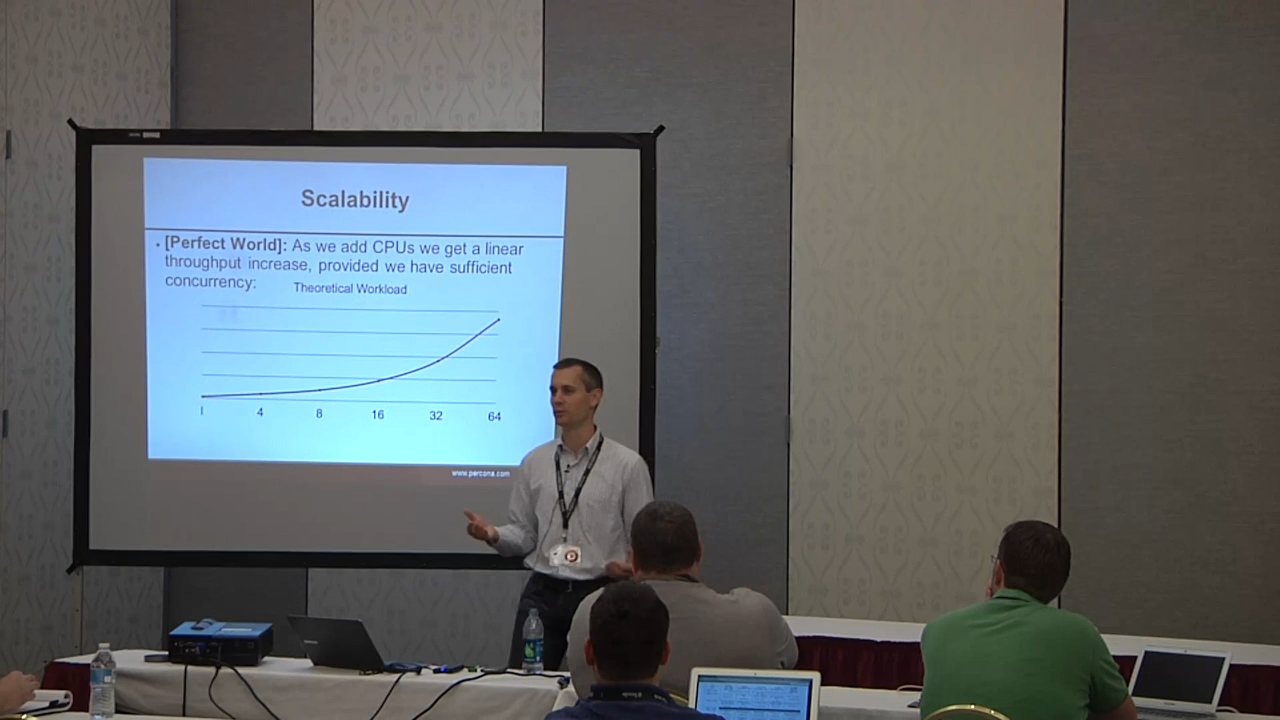 Scalability
• [Perfect World]: As we add CPUs we get a linear
throughput increase, provided we have sufficient
concurrency:
Theoretical Workload
1 4 8 16 32 64
www.percona.com